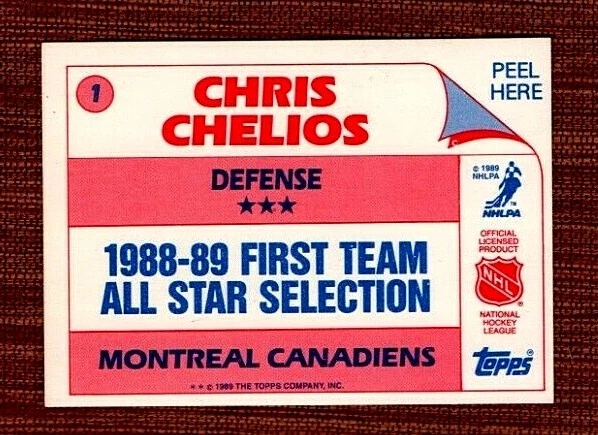 1
CHRIS
CHELIOS
PEEL
HERE
DEFENSE
★★★
1988-89 FIRST TEAM
ALL STAR SELECTION
MONTREAL CANADIENS
* * © 1989 THE TOPPS COMPANY, INC.
© 1989
NHLPA
NHLPA
TM
OFFICIAL
LICENSED
PRODUCT
NHL
®
NATIONAL
HOCKEY
LEAGUE
TOPPS®